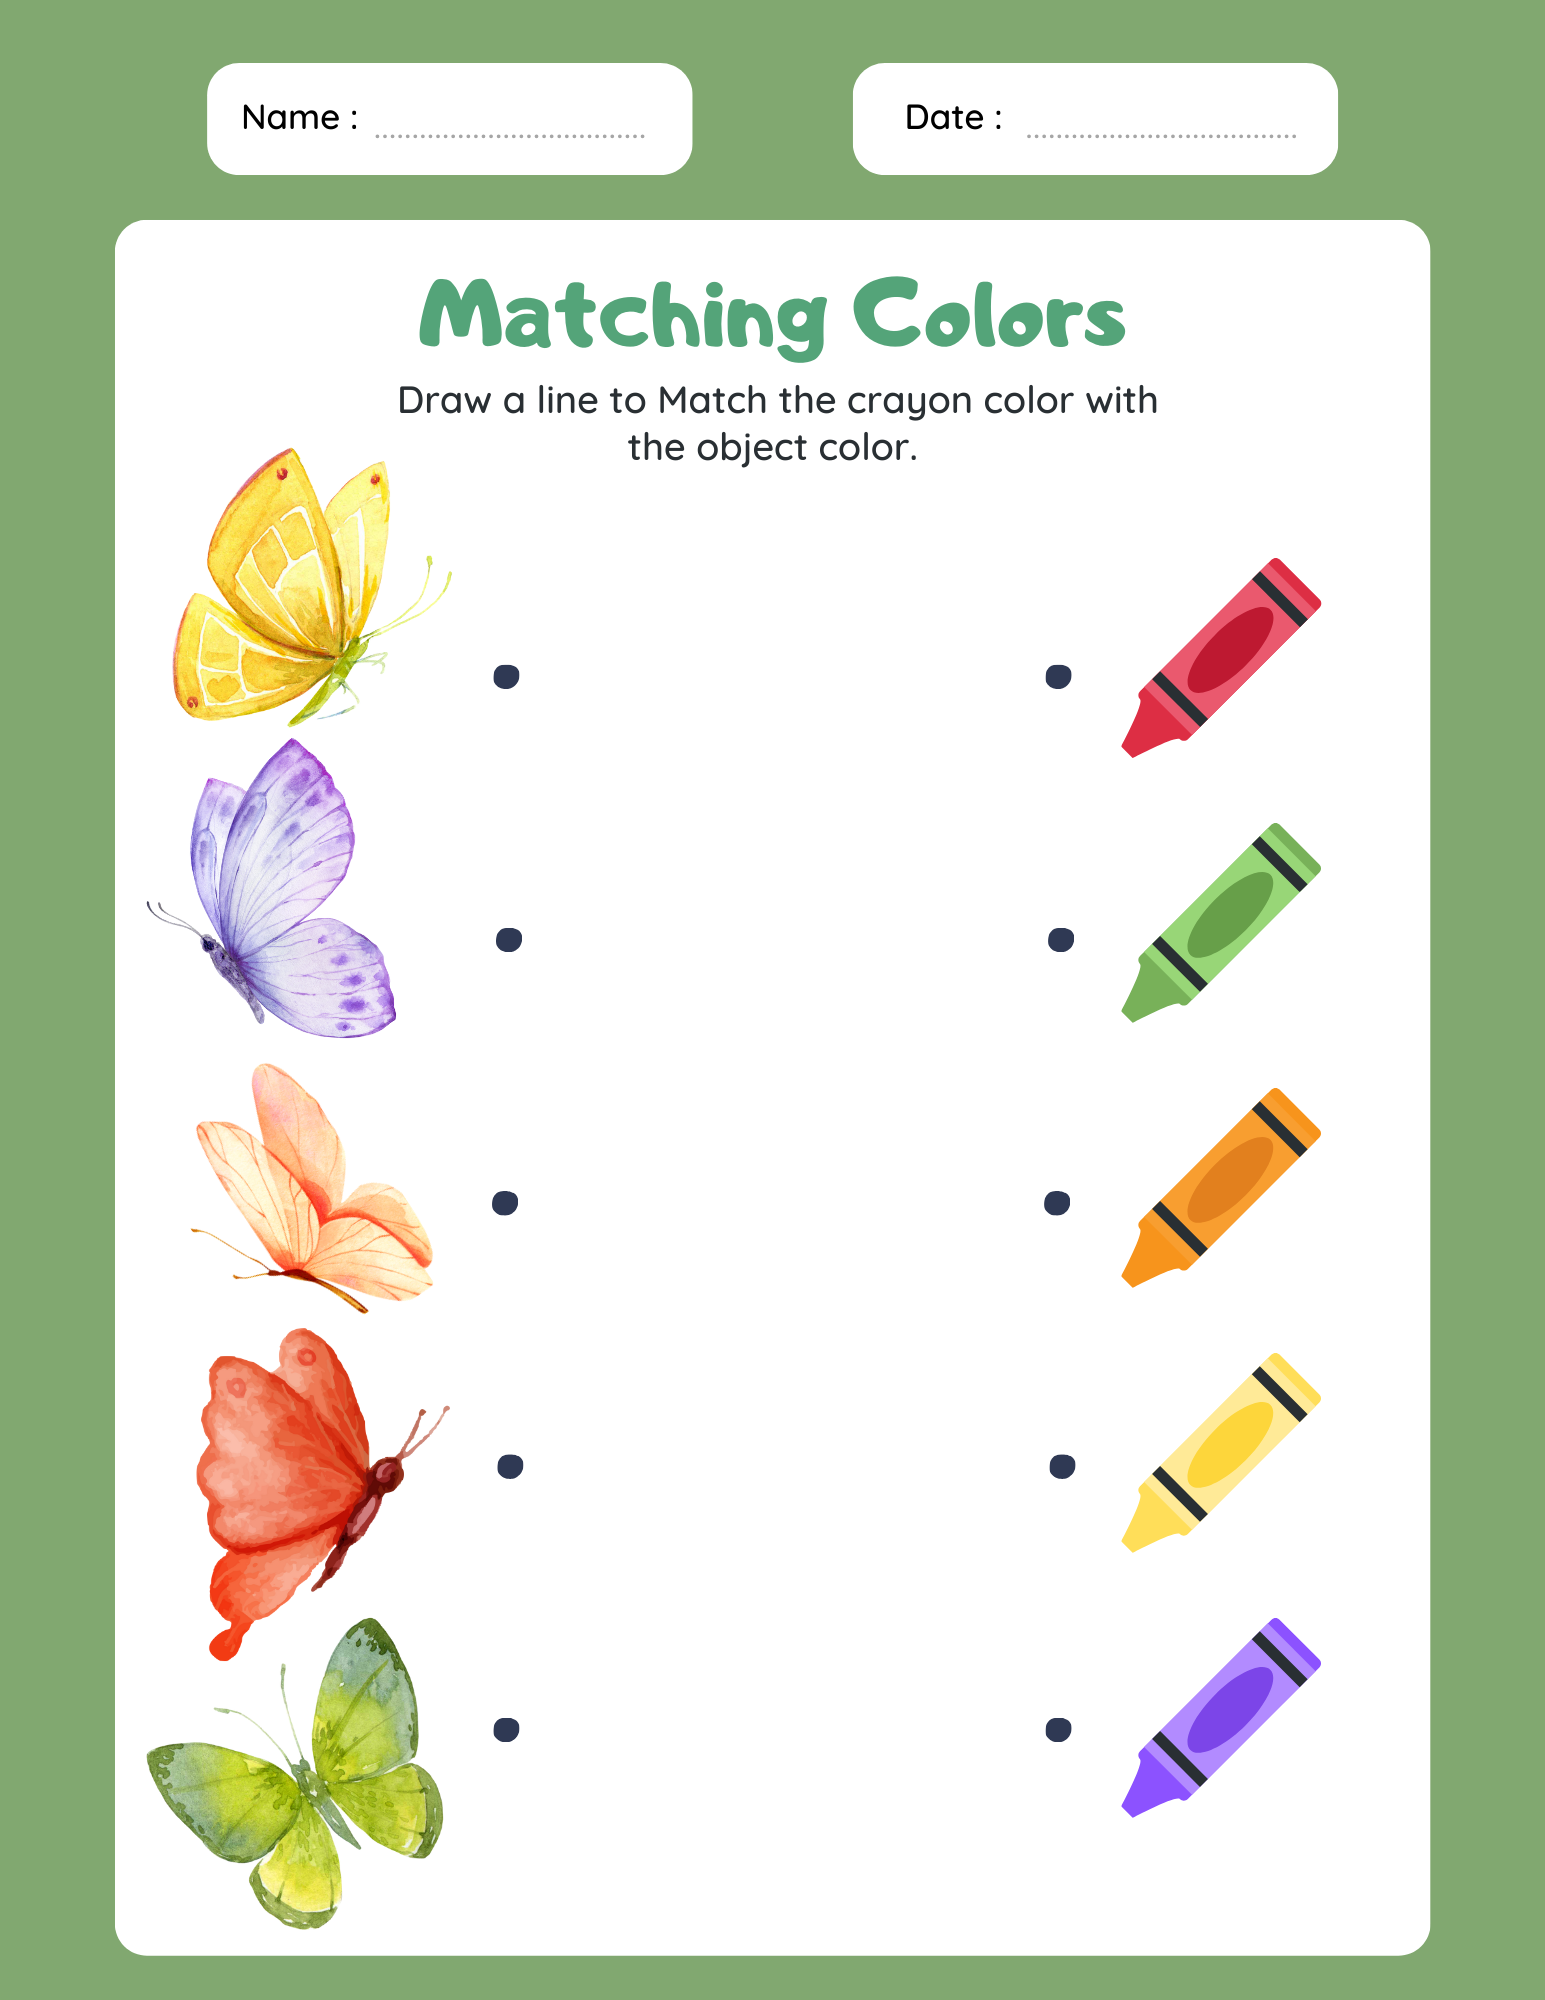 Name :
Date :
Matching Colors
Draw a line to Match the crayon color with
the object color.